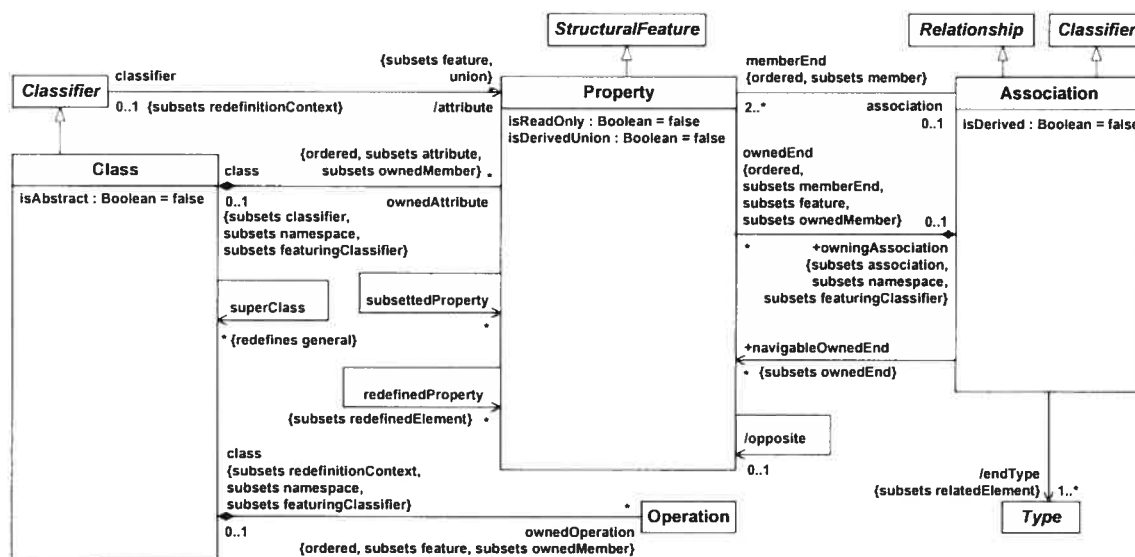 StructuralFeature
Relationship
Classifier
Classifier
classifier
0..1 {subsets redefinitionContext}
{subsets feature,
union}
*
/attribute
Property
isReadOnly : Boolean = false
isDerivedUnion : Boolean = false
memberEnd
{ordered, subsets member}
2..*
association
0..1
Association
isDerived : Boolean = false
Class
isAbstract : Boolean = false
class
0..1
{subsets classifier,
subsets namespace,
subsets featuringClassifier}
{ordered, subsets attribute,
subsets ownedMember}
*
ownedAttribute
ownedEnd
{ordered,
subsets memberEnd,
subsets feature,
subsets ownedMember}
0..1
*
+owningAssociation
{subsets association,
subsets namespace,
subsets featuringClassifier}
superClass
* {redefines general}
subsettedProperty
*
+navigableOwnedEnd
* {subsets ownedEnd}
redefinedProperty
{subsets redefinedElement} *
/opposite
0..1
class
{subsets redefinitionContext,
subsets namespace,
subsets featuringClassifier}
0..1
*
ownedOperation
{ordered, subsets feature, subsets ownedMember}
Operation
/endType
{subsets relatedElement}
1..*
Type